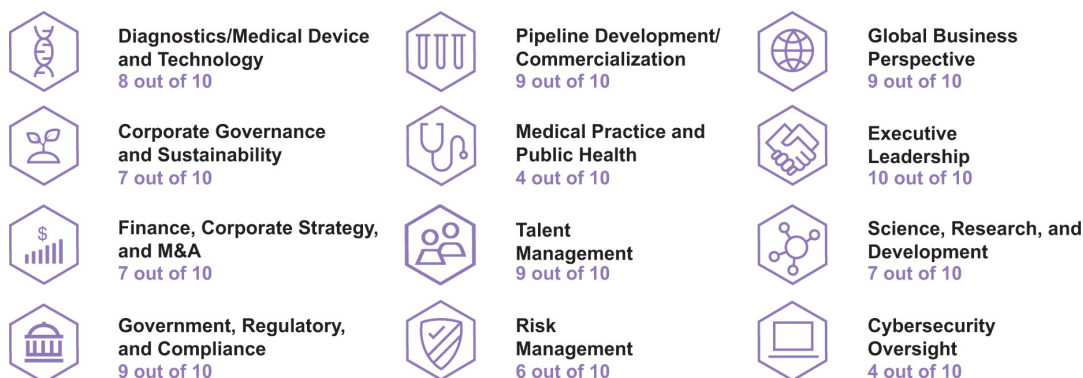 Diagnostics/Medical Device
and Technology
8 out of 10
Pipeline Development/
Commercialization
9 out of 10
Global Business
Perspective
9 out of 10
Corporate Governance
and Sustainability
7 out of 10
Medical Practice and
Public Health
4 out of 10
Executive
Leadership
10 out of 10
$
Finance, Corporate Strategy,
and M&A
7 out of 10
Talent
Management
9 out of 10
Science, Research, and
Development
7 out of 10
Government, Regulatory,
and Compliance
9 out of 10
Risk
Management
6 out of 10
Cybersecurity
Oversight
4 out of 10